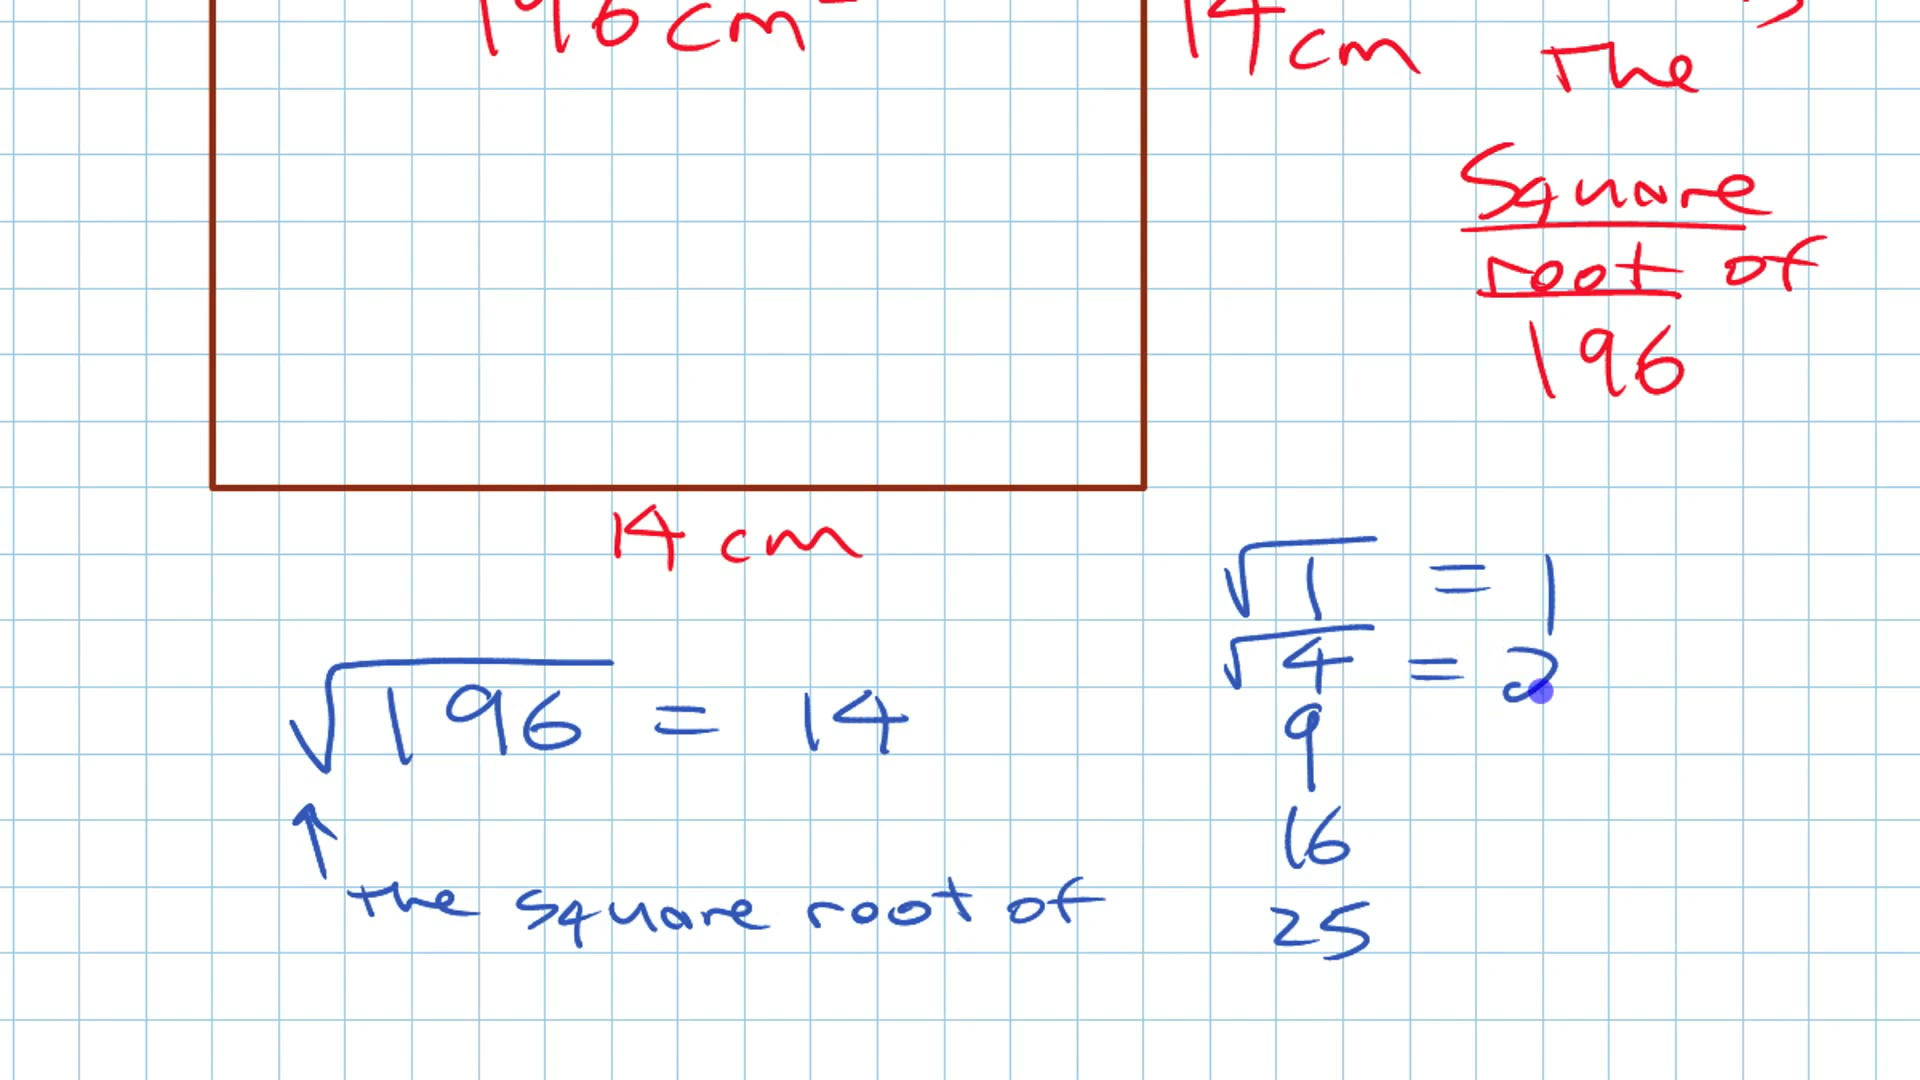 196 cm²
14 cm
The
Square
root of
196
14 cm
√1 = 1
√4 = 2
√196 = 14
9
16
the square root of
25